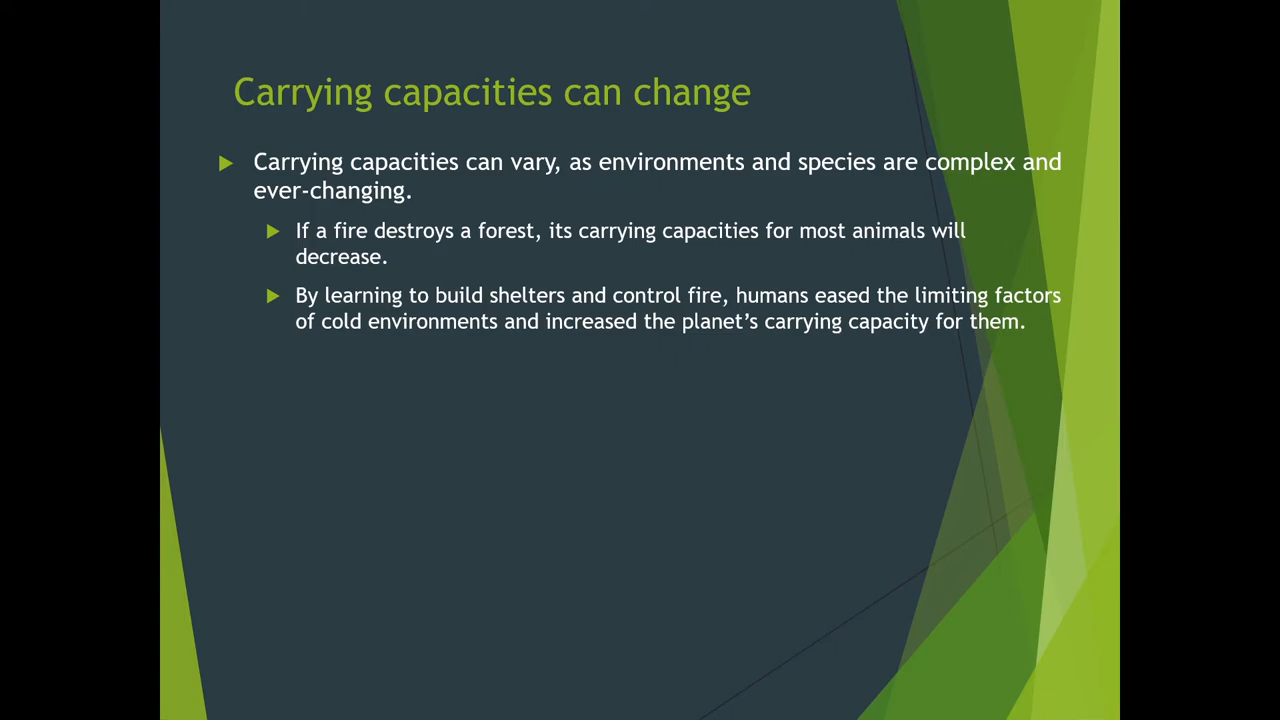 Carrying capacities can change
Carrying capacities can vary, as environments and species are complex and
ever-changing.
If a fire destroys a forest, its carrying capacities for most animals will
decrease.
By learning to build shelters and control fire, humans eased the limiting factors
of cold environments and increased the planet’s carrying capacity for them.